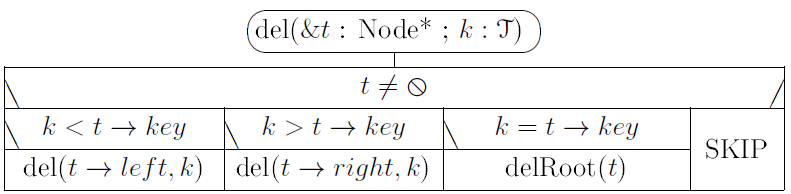 del(&t : Node* ; k : 𝒯)
t ≠ ⦸
k < t → key k > t → key k = t → key SKIP
del(t → left, k) del(t → right, k) delRoot(t)